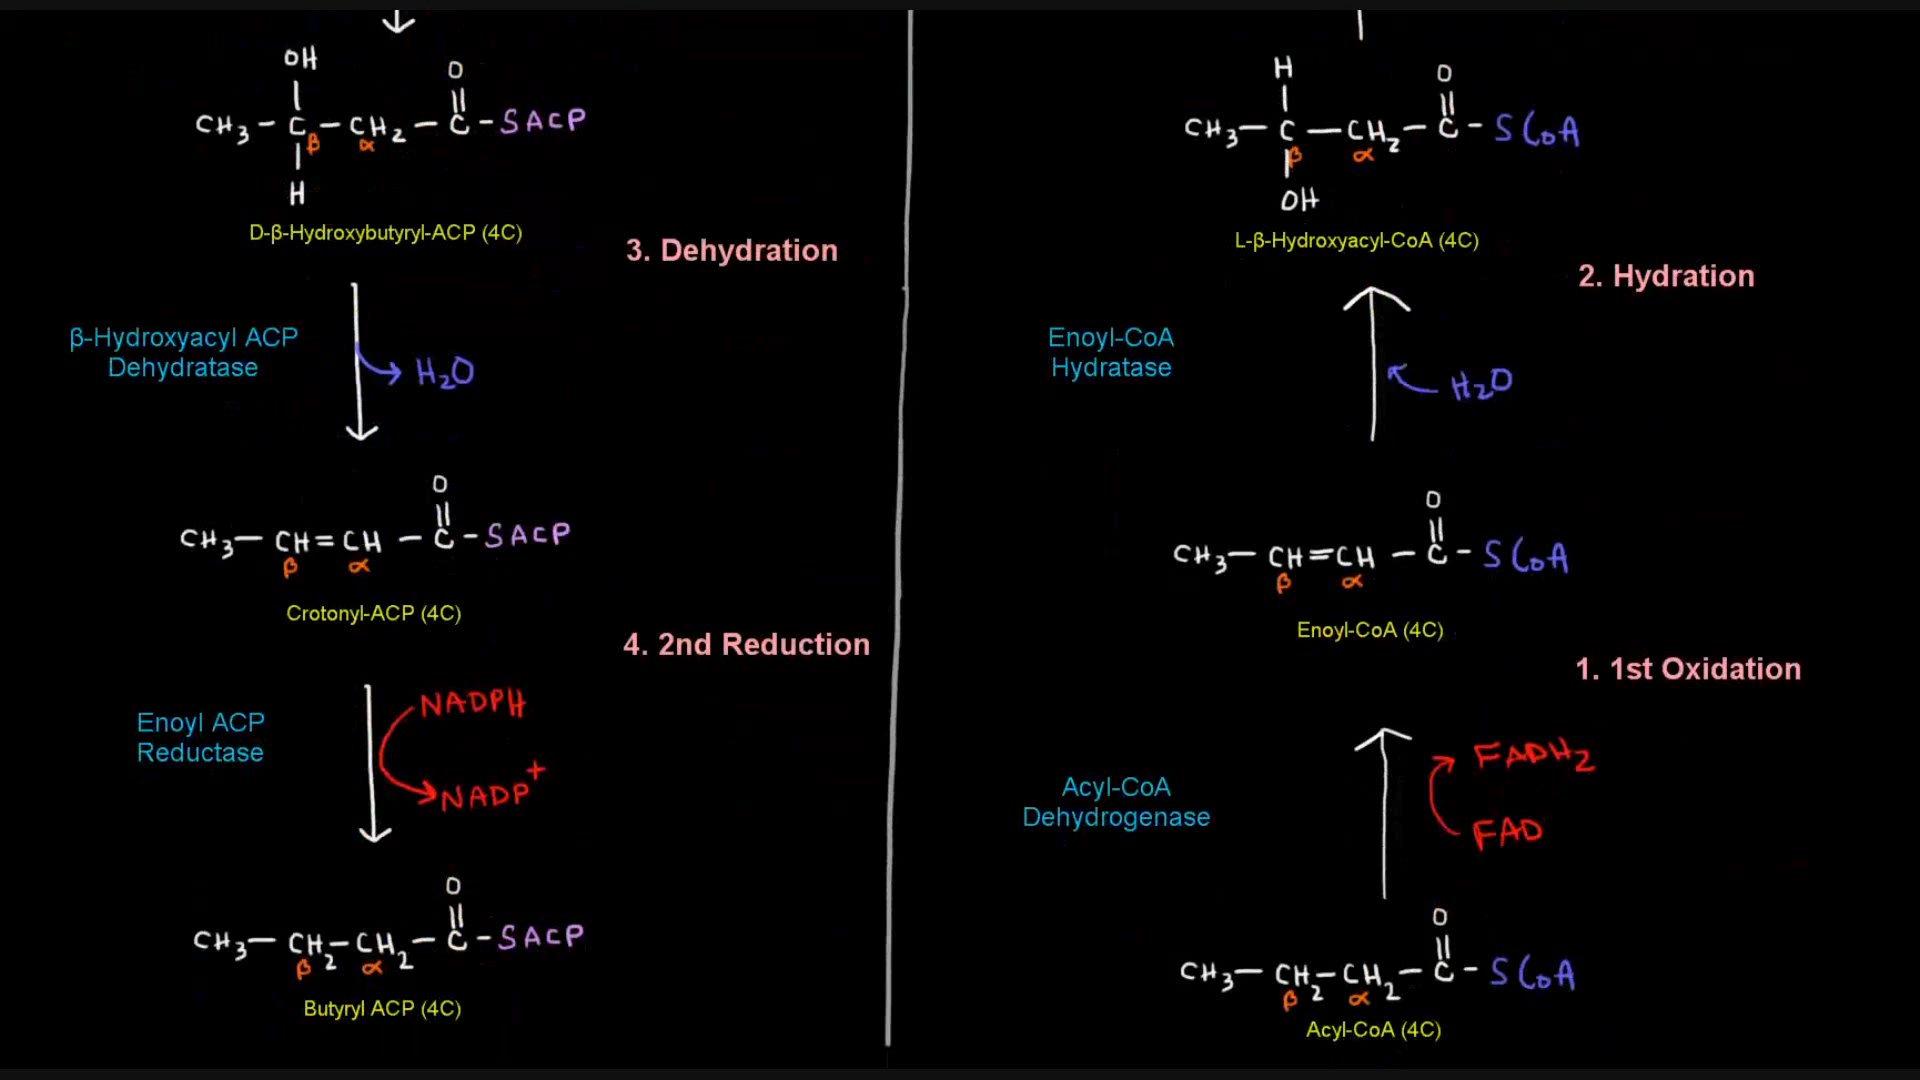 OH
O
CH3 - C - CH2 - C - SACP
β α
H
D-β-Hydroxybutyryl-ACP (4C)
3. Dehydration
β-Hydroxyacyl ACP
Dehydratase
H2O
O
CH3 - CH = CH - C - SACP
β α
Crotonyl-ACP (4C)
4. 2nd Reduction
Enoyl ACP
Reductase
NADPH
NADP+
O
CH3 - CH2 - CH2 - C - SACP
β α
Butyryl ACP (4C)
H
O
CH3 - C - CH2 - C - SCoA
β α
OH
L-β-Hydroxyacyl-CoA (4C)
2. Hydration
Enoyl-CoA
Hydratase
H2O
O
CH3 - CH = CH - C - SCoA
β α
Enoyl-CoA (4C)
1. 1st Oxidation
Acyl-CoA
Dehydrogenase
FADH2
FAD
O
CH3 - CH2 - CH2 - C - SCoA
β α
Acyl-CoA (4C)